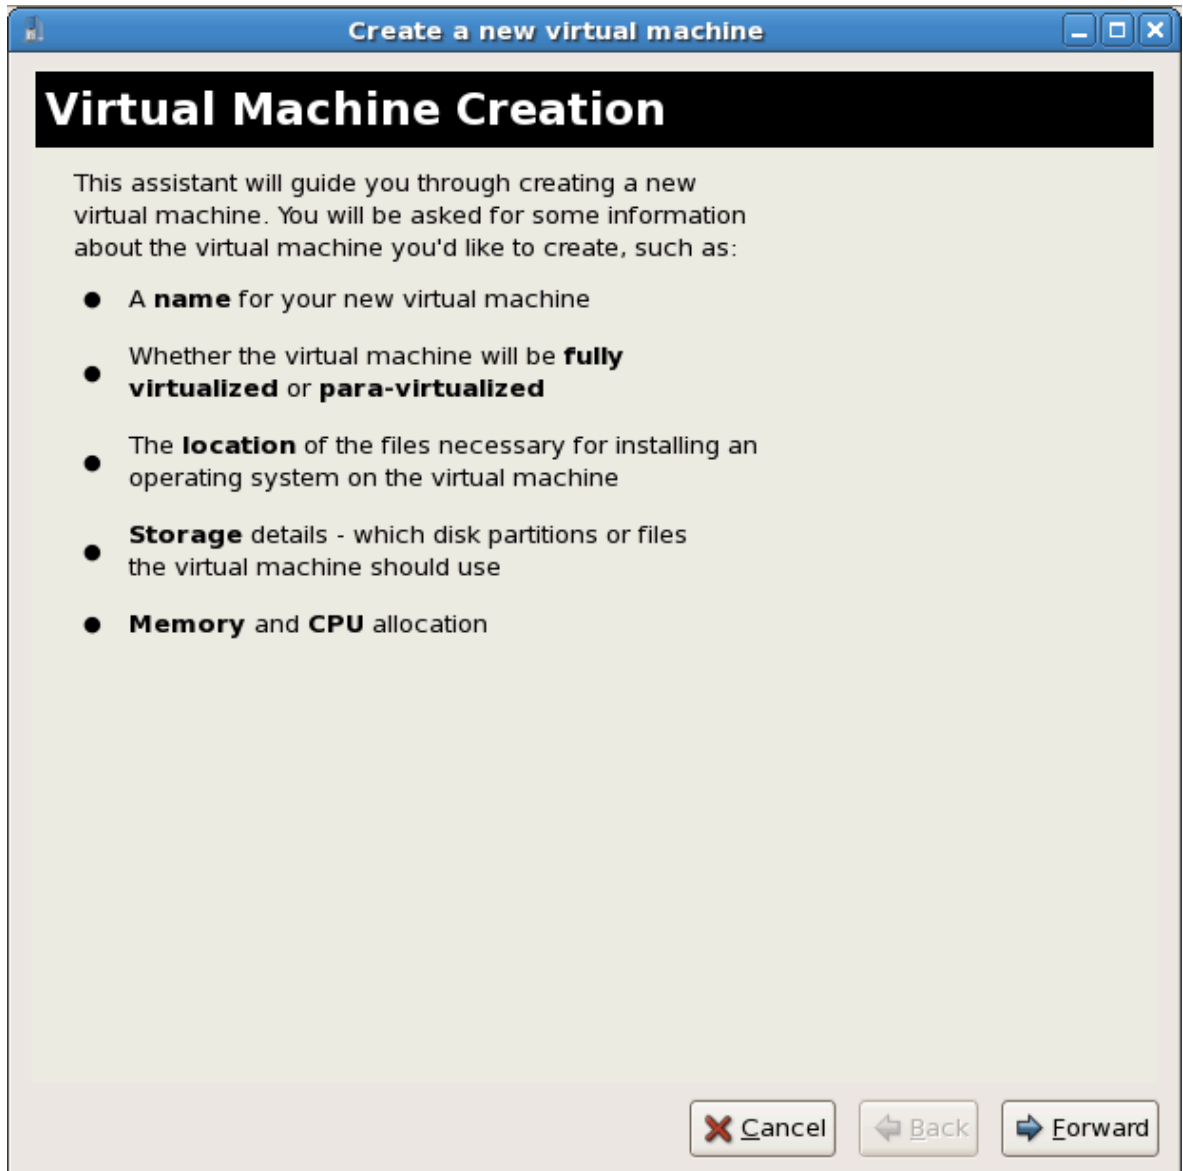 Create a new virtual machine
Virtual Machine Creation
This assistant will guide you through creating a new
virtual machine. You will be asked for some information
about the virtual machine you'd like to create, such as:
● A name for your new virtual machine
● Whether the virtual machine will be fully
virtualized or para-virtualized
● The location of the files necessary for installing an
operating system on the virtual machine
● Storage details - which disk partitions or files
the virtual machine should use
● Memory and CPU allocation
Cancel Back Forward